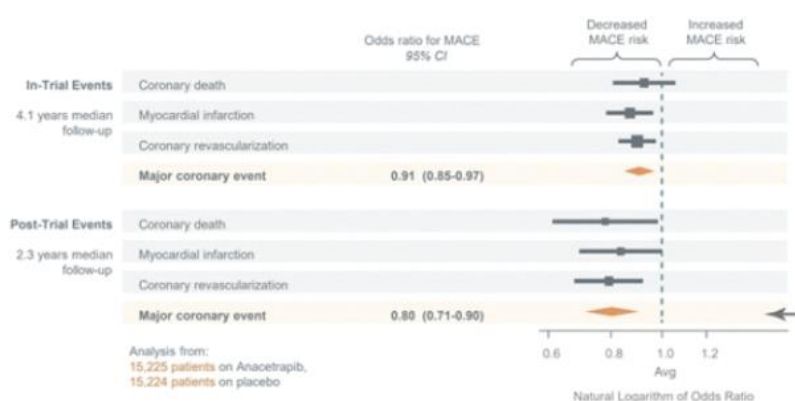 Decreased MACE risk
Increased MACE risk
Odds ratio for MACE
95% CI
In-Trial Events
4.1 years median follow-up
Coronary death
Myocardial infarction
Coronary revascularization
Major coronary event 0.91 (0.85-0.97)
Post-Trial Events
2.3 years median follow-up
Coronary death
Myocardial infarction
Coronary revascularization
Major coronary event 0.80 (0.71-0.90)
0.6 0.8 1.0 1.2
Avg
Natural Logarithm of Odds Ratio
Analysis from:
15,225 patients on Anacetrapib,
15,224 patients on placebo